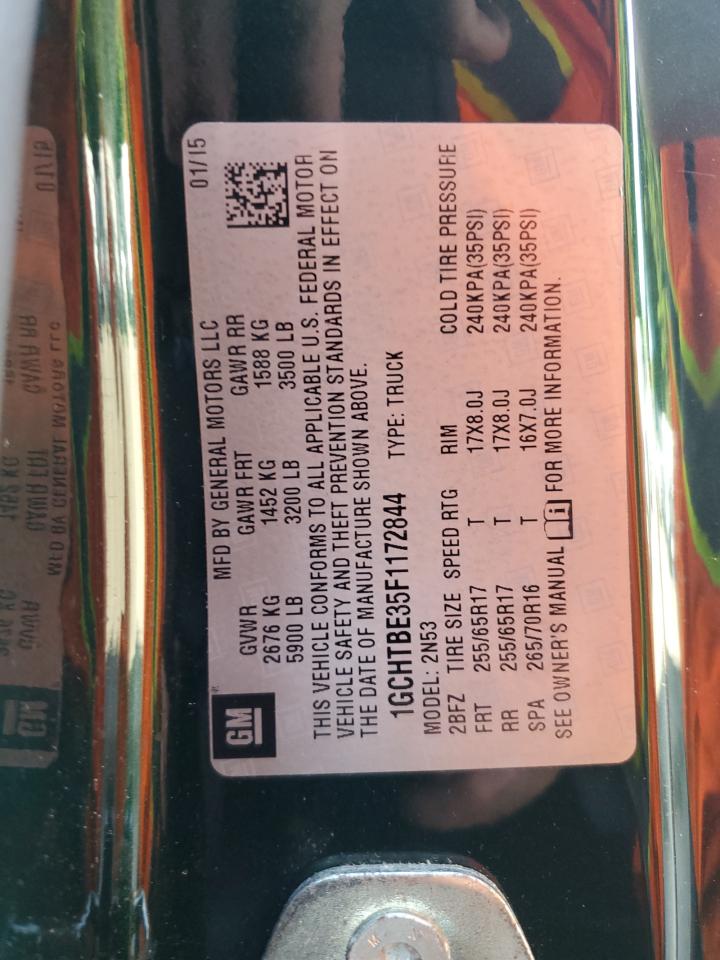 GM
MFD BY GENERAL MOTORS LLC 01/15
GVWR GAWR FRT GAWR RR
2676 KG 1452 KG 1588 KG
5900 LB 3200 LB 3500 LB
THIS VEHICLE CONFORMS TO ALL APPLICABLE U.S. FEDERAL MOTOR
VEHICLE SAFETY AND THEFT PREVENTION STANDARDS IN EFFECT ON
THE DATE OF MANUFACTURE SHOWN ABOVE.
1GCHTBE35F1172844 TYPE: TRUCK
MODEL: 2N53
2BFZ TIRE SIZE SPEED RTG RIM COLD TIRE PRESSURE
FRT 255/65R17 T 17X8.0J 240KPA(35PSI)
RR 255/65R17 T 17X8.0J 240KPA(35PSI)
SPA 265/70R16 T 16X7.0J 240KPA(35PSI)
SEE OWNER'S MANUAL FOR MORE INFORMATION.